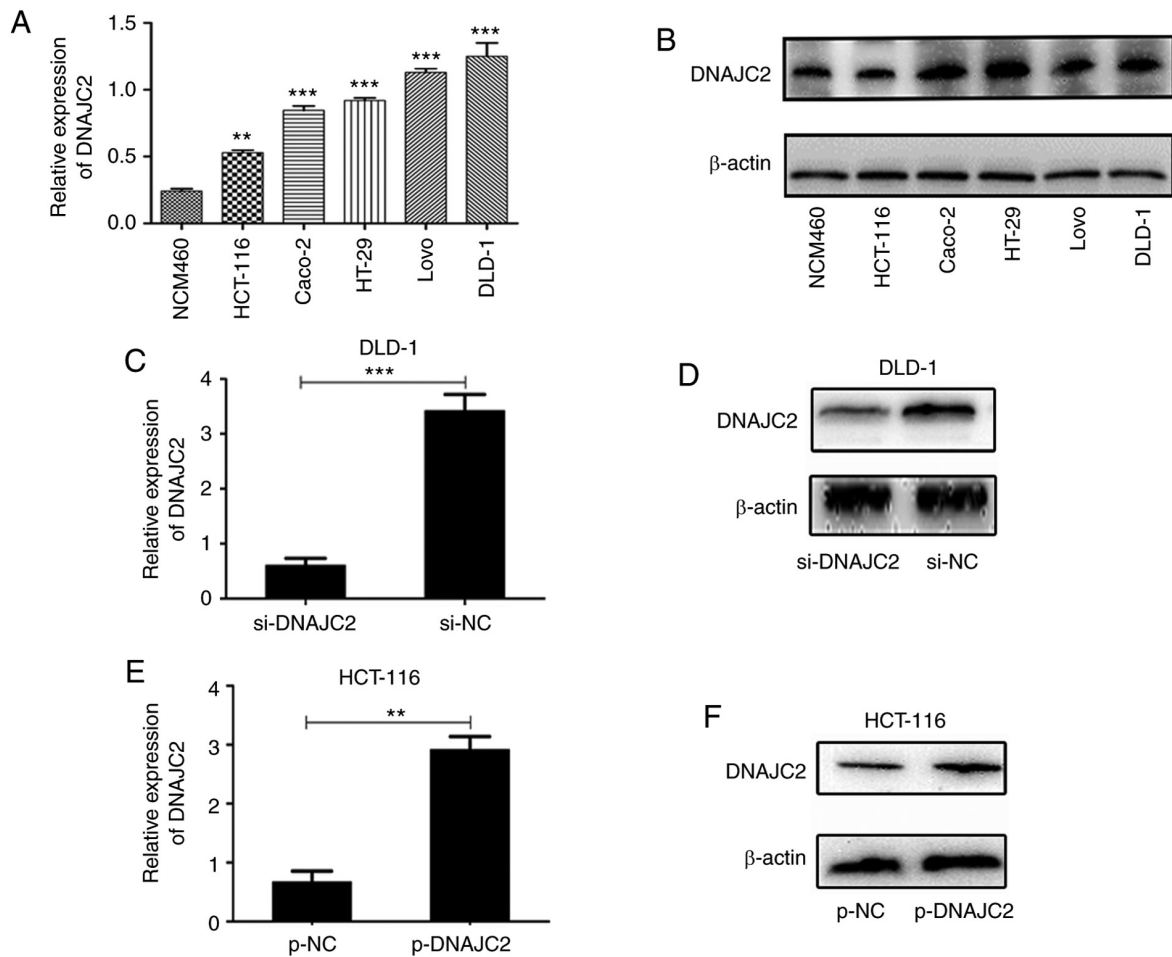 A
Relative expression
of DNAJC2
1.5
1.0
0.5
0.0
**
***
***
***
***
NCM460
HCT-116
Caco-2
HT-29
Lovo
DLD-1
B
DNAJC2
β-actin
NCM460
HCT-116
Caco-2
HT-29
Lovo
DLD-1
C
DLD-1
***
Relative expression
of DNAJC2
4
3
2
1
0
si-DNAJC2 si-NC
D
DLD-1
DNAJC2
β-actin
si-DNAJC2 si-NC
E
HCT-116
**
Relative expression
of DNAJC2
4
3
2
1
0
p-NC p-DNAJC2
F
HCT-116
DNAJC2
β-actin
p-NC p-DNAJC2